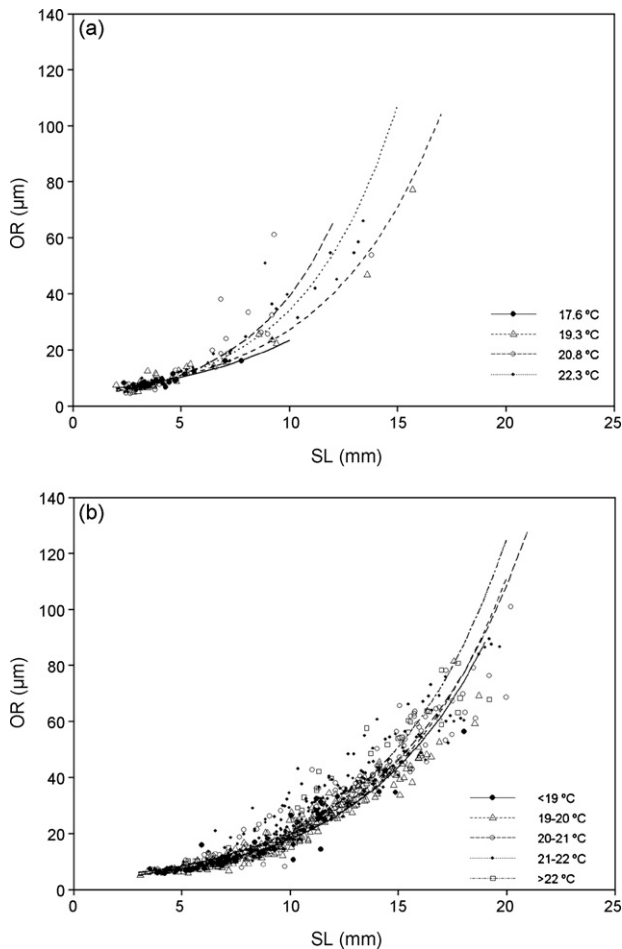 (a)
140
120
100
80
60
40
20
0
OR (µm)
17.6 ºC
19.3 ºC
20.8 ºC
22.3 ºC
0 5 10 15 20 25
SL (mm)
(b)
140
120
100
80
60
40
20
0
OR (µm)
<19 ºC
19-20 ºC
20-21 ºC
21-22 ºC
>22 ºC
0 5 10 15 20 25
SL (mm)